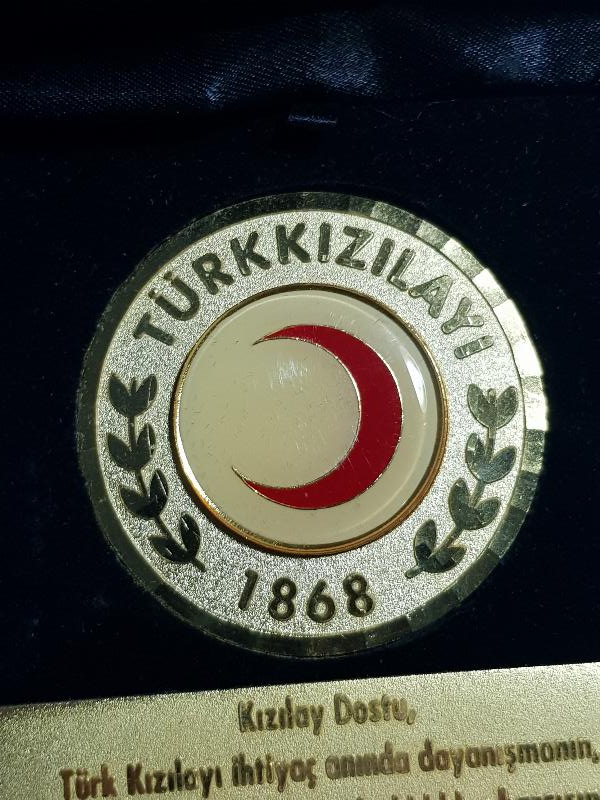 TÜRKKIZILAYI
1868
Kızılay Dostu,
Türk Kızılayı ihtiyaç anında dayanışmanın,